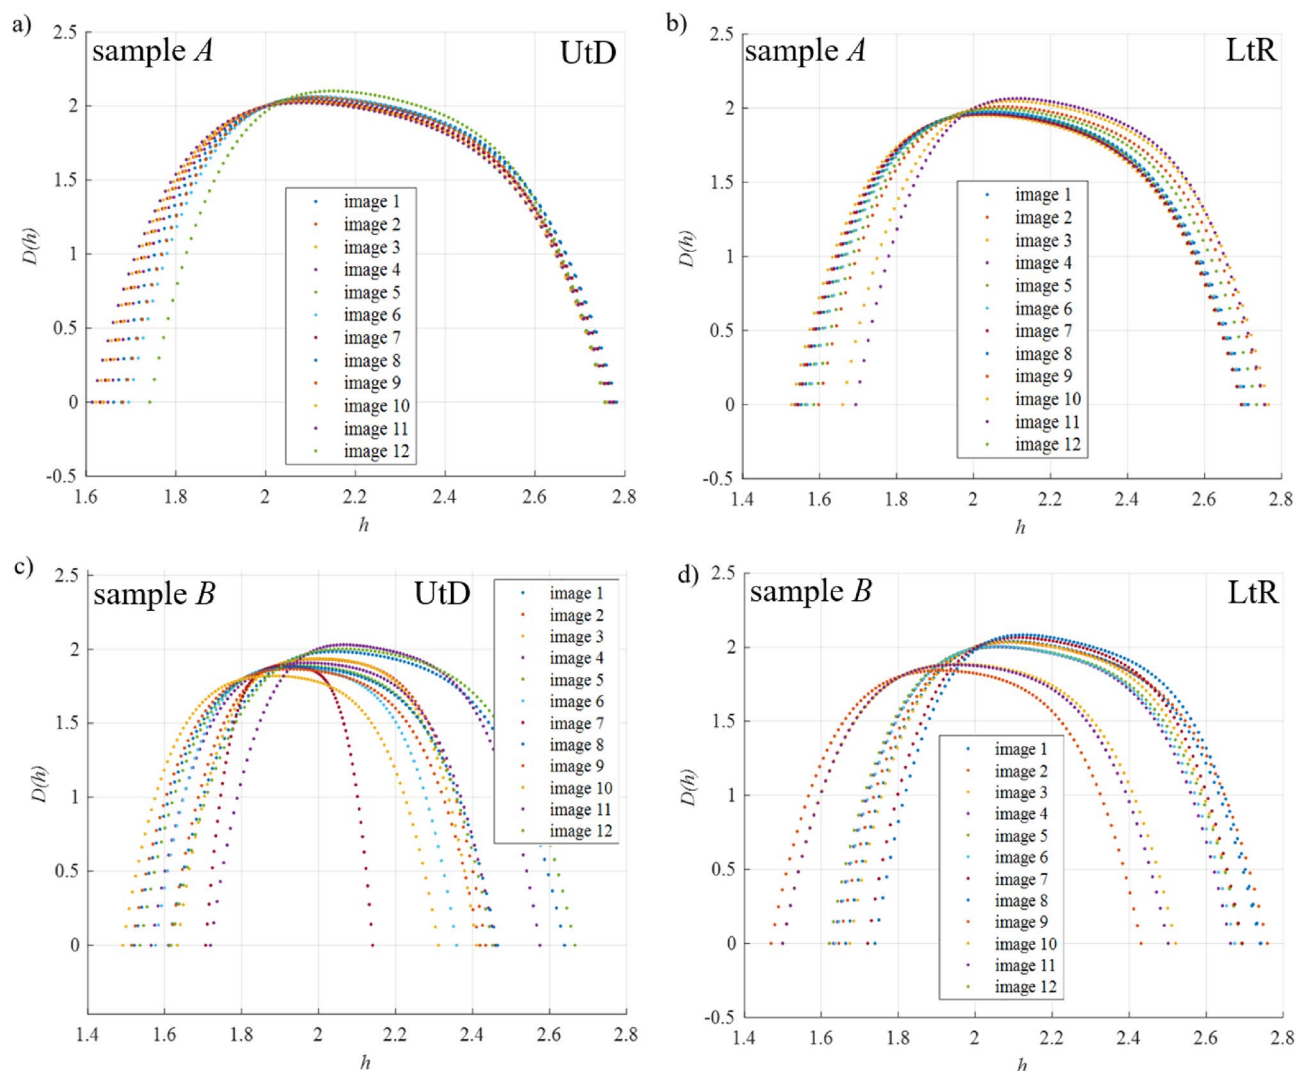 a)
sample A
UtD
2.5
2
1.5
1
0.5
0
-0.5
D(h)
image 1
image 2
image 3
image 4
image 5
image 6
image 7
image 8
image 9
image 10
image 11
image 12
1.6 1.8 2 2.2 2.4 2.6 2.8
h
b)
sample A
LtR
2.5
2
1.5
1
0.5
0
-0.5
D(h)
image 1
image 2
image 3
image 4
image 5
image 6
image 7
image 8
image 9
image 10
image 11
image 12
1.4 1.6 1.8 2 2.2 2.4 2.6 2.8
h
c)
sample B
UtD
2.5
2
1.5
1
0.5
0
D(h)
image 1
image 2
image 3
image 4
image 5
image 6
image 7
image 8
image 9
image 10
image 11
image 12
1.4 1.6 1.8 2 2.2 2.4 2.6 2.8
h
d)
sample B
LtR
2.5
2
1.5
1
0.5
0
-0.5
D(h)
image 1
image 2
image 3
image 4
image 5
image 6
image 7
image 8
image 9
image 10
image 11
image 12
1.4 1.6 1.8 2 2.2 2.4 2.6 2.8
h